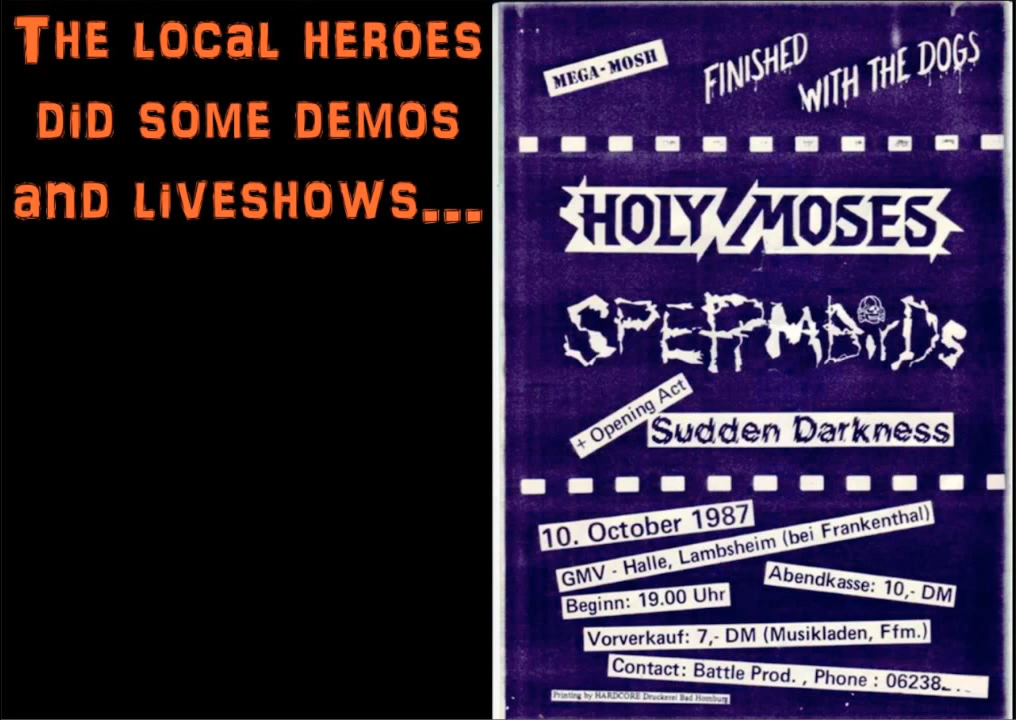 The local heroes
did some demos
and liveshows...
MEGA-MOSH
FINISHED
WITH THE DOGS
HOLY MOSES
SPERMBIRDS
+ Opening Act
Sudden Darkness
10. October 1987
GMV - Halle, Lambsheim (bei Frankenthal)
Abendkasse: 10,- DM
Beginn: 19.00 Uhr
Vorverkauf: 7,- DM (Musikladen, Ffm.)
Contact: Battle Prod. , Phone : 06238
Printing by HARDCORE Druckerei Bad Homburg